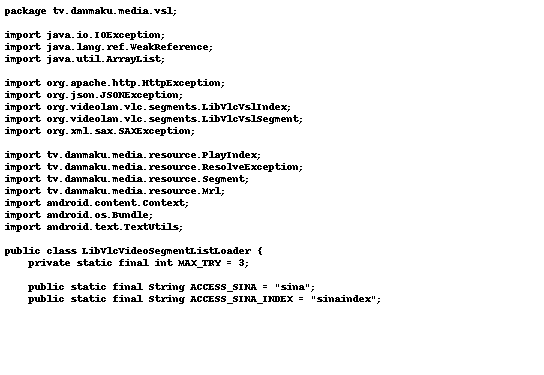 package tv.danmaku.media.vsl;
import java.io.IOException;
import java.lang.ref.WeakReference;
import java.util.ArrayList;
import org.apache.http.HttpException;
import org.json.JSONException;
import org.videolan.vlc.segments.LibVlcVslIndex;
import org.videolan.vlc.segments.LibVlcVslSegment;
import org.xml.sax.SAXException;
import tv.danmaku.media.resource.PlayIndex;
import tv.danmaku.media.resource.ResolveException;
import tv.danmaku.media.resource.Segment;
import tv.danmaku.media.resource.Mrl;
import android.content.Context;
import android.os.Bundle;
import android.text.TextUtils;
public class LibVlcVideoSegmentListLoader {
    private static final int MAX_TRY = 3;
    public static final String ACCESS_SINA = "sina";
    public static final String ACCESS_SINA_INDEX = "sinaindex";